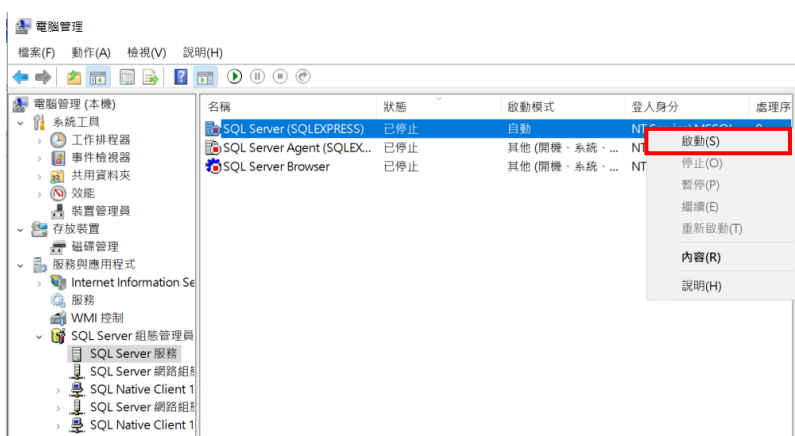 電腦管理
檔案(F) 動作(A) 檢視(V) 說明(H)
電腦管理 (本機)
系統工具
工作排程器
事件檢視器
共用資料夾
效能
裝置管理員
存放裝置
磁碟管理
服務與應用程式
Internet Information Se
服務
WMI 控制
SQL Server 組態管理員
SQL Server 服務
SQL Server 網路組態
SQL Native Client 1
SQL Server 網路組態
SQL Native Client 1
名稱 狀態 啟動模式 登入身分 處理序
SQL Server (SQLEXPRESS) 已停止 自動 NT Service\MSSQL 0
SQL Server Agent (SQLEX... 已停止 其他 (開機、系統、... NT
SQL Server Browser 已停止 其他 (開機、系統、... NT
啟動(S)
停止(O)
暫停(P)
繼續(E)
重新啟動(T)
內容(R)
說明(H)